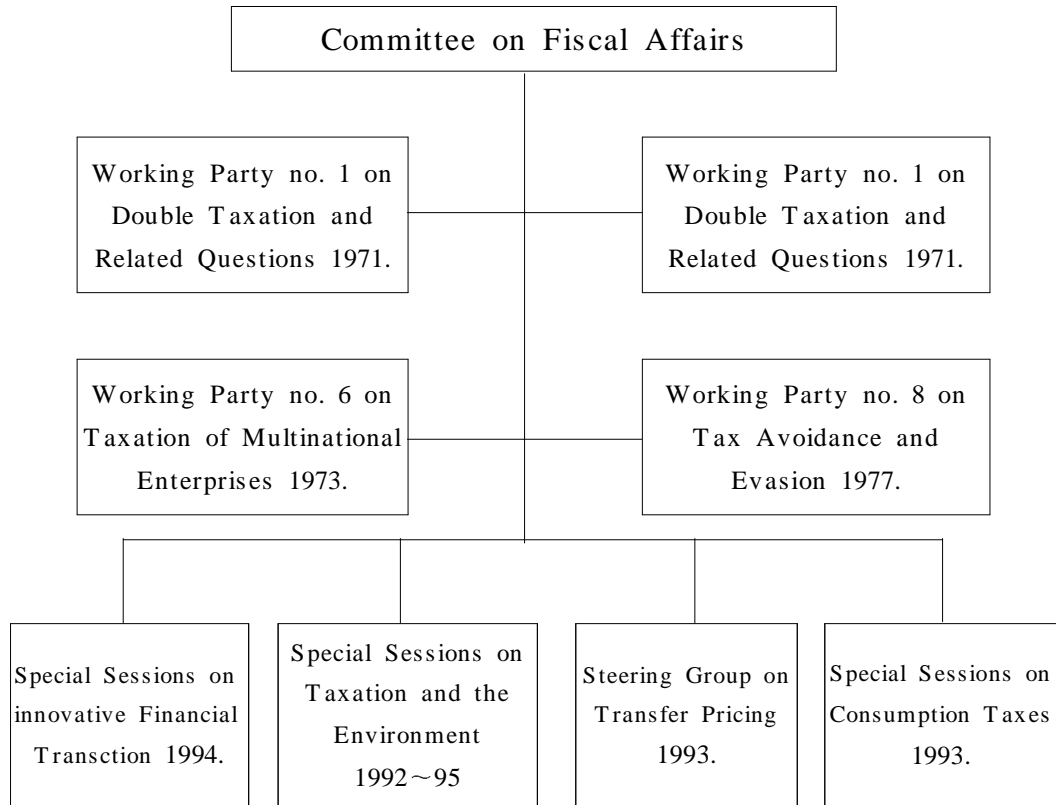 Committee on Fiscal Affairs
Working Party no. 1 on
Double Taxation and
Related Questions 1971.
Working Party no. 1 on
Double Taxation and
Related Questions 1971.
Working Party no. 6 on
Taxation of Multinational
Enterprises 1973.
Working Party no. 8 on
Tax Avoidance and
Evasion 1977.
Special Sessions on
innovative Financial
Transction 1994.
Special Sessions on
Taxation and the
Environment
1992～95
Steering Group on
Transfer Pricing
1993.
Special Sessions on
Consumption Taxes
1993.